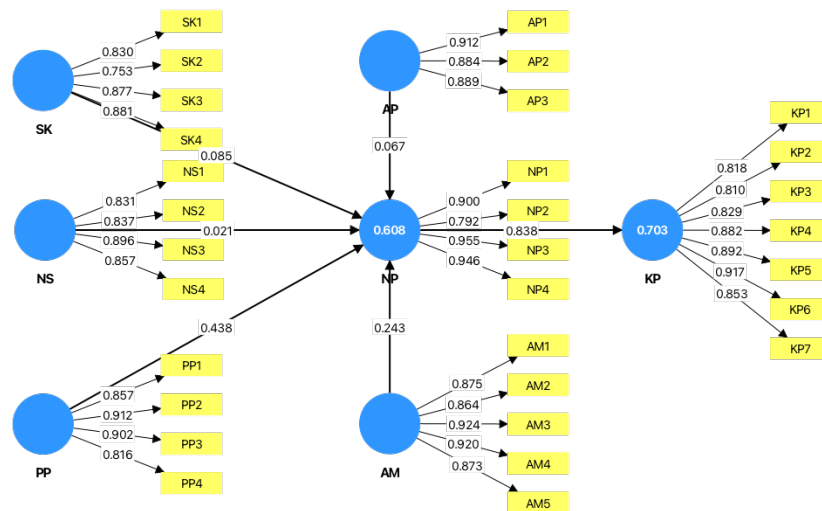 SK1
0.830
SK2
0.753
0.877
SK3
0.881
SK4
SK
0.085
AP1
0.912
AP2
0.884
0.889
AP3
AP
0.067
NS1
0.831
NS2
0.837
0.021
0.896
NS3
0.857
NS4
NS
NP1
0.900
NP2
0.792
0.608
0.838
0.955
NP3
0.946
NP4
NP
KP1
0.818
KP2
0.810
KP3
0.829
0.703
0.882
KP4
0.892
KP5
0.917
KP6
0.853
KP7
KP
0.438
0.243
PP1
0.857
PP2
0.912
0.902
PP3
0.816
PP4
PP
AM1
0.875
AM2
0.864
0.924
AM3
0.920
AM4
0.873
AM5
AM